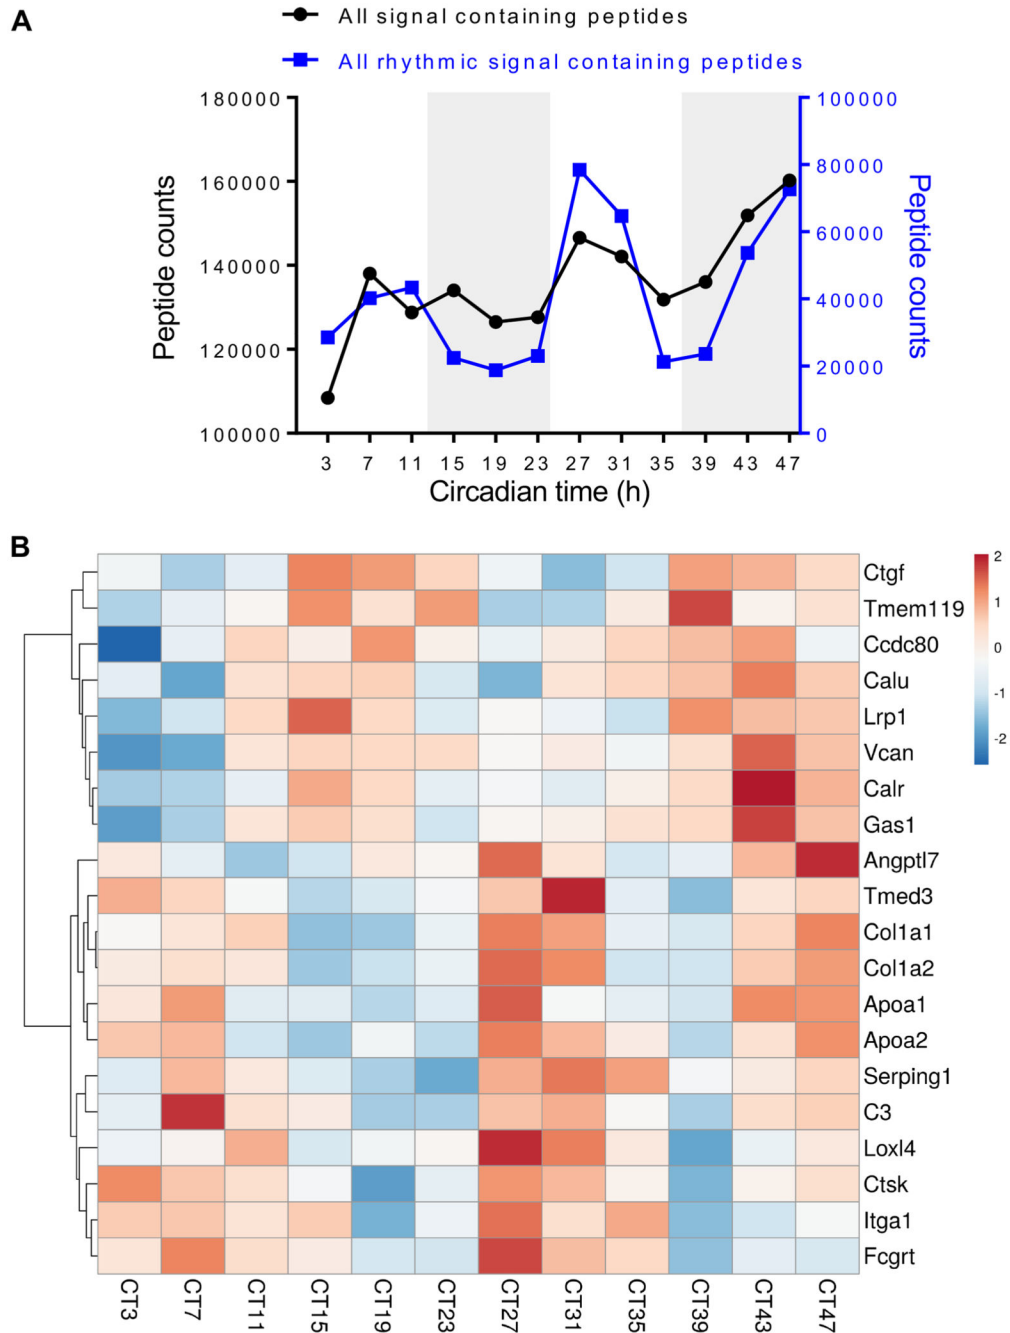 A
All signal containing peptides
All rhythmic signal containing peptides
180000
160000
140000
120000
100000
Peptide counts
100000
80000
60000
40000
20000
0
Peptide counts
3 7 11 15 19 23 27 31 35 39 43 47
Circadian time (h)
B
Ctgf
Tmem119
Ccdc80
Calu
Lrp1
Vcan
Calr
Gas1
Angptl7
Tmed3
Col1a1
Col1a2
Apoa1
Apoa2
Serping1
C3
Loxl4
Ctsk
Itga1
Fcgrt
2
1
0
-1
-2
CT3 CT7 CT11 CT15 CT19 CT23 CT27 CT31 CT35 CT39 CT43 CT47